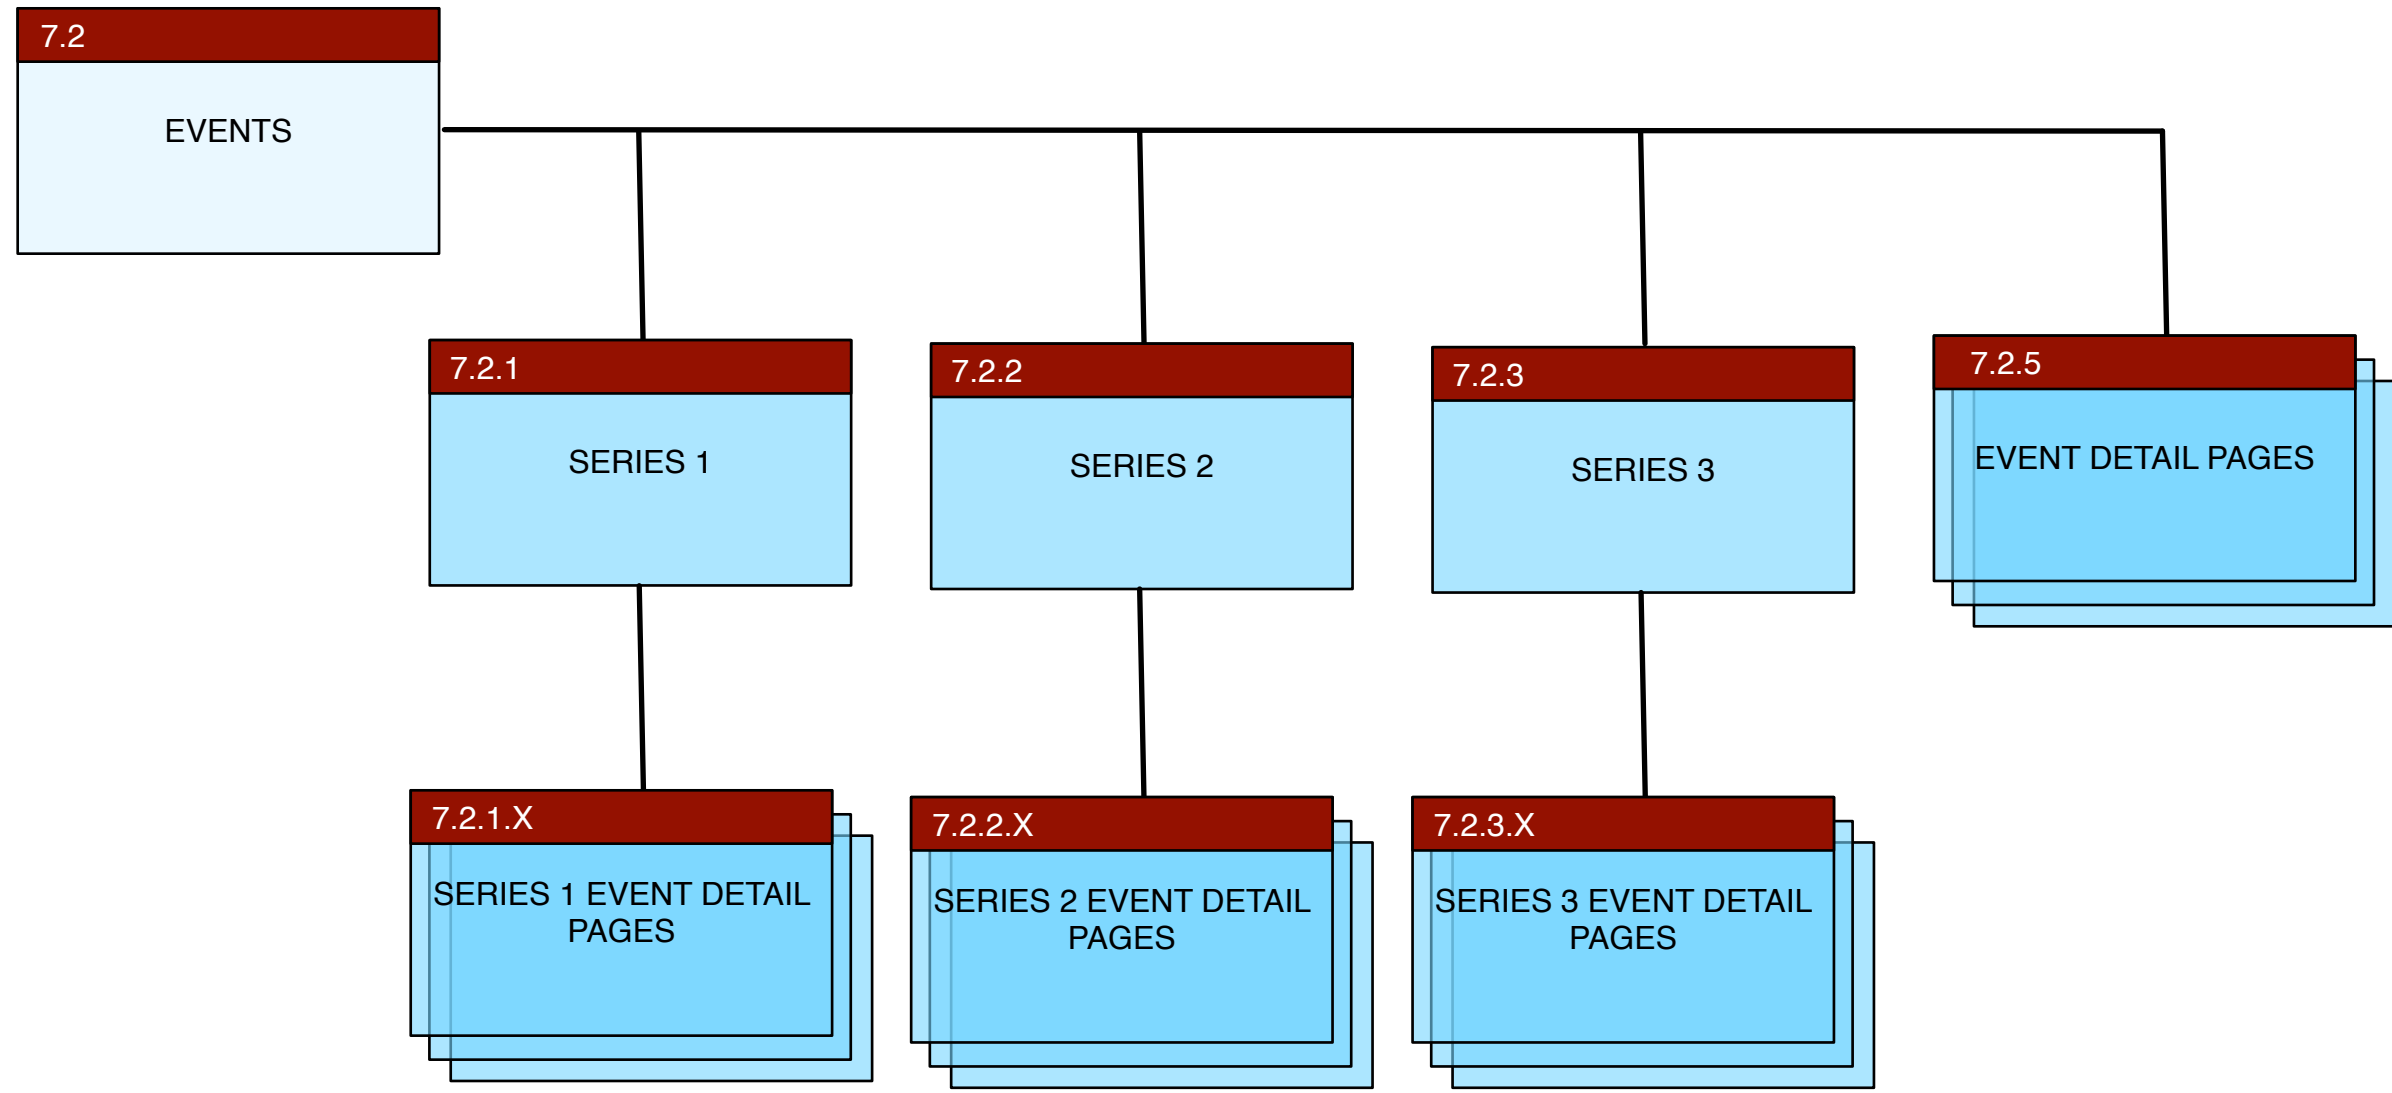 7.2
EVENTS
7.2.1
SERIES 1
7.2.2
SERIES 2
7.2.3
SERIES 3
7.2.5
EVENT DETAIL PAGES
7.2.1.X
SERIES 1 EVENT DETAIL
PAGES
7.2.2.X
SERIES 2 EVENT DETAIL
PAGES
7.2.3.X
SERIES 3 EVENT DETAIL
PAGES